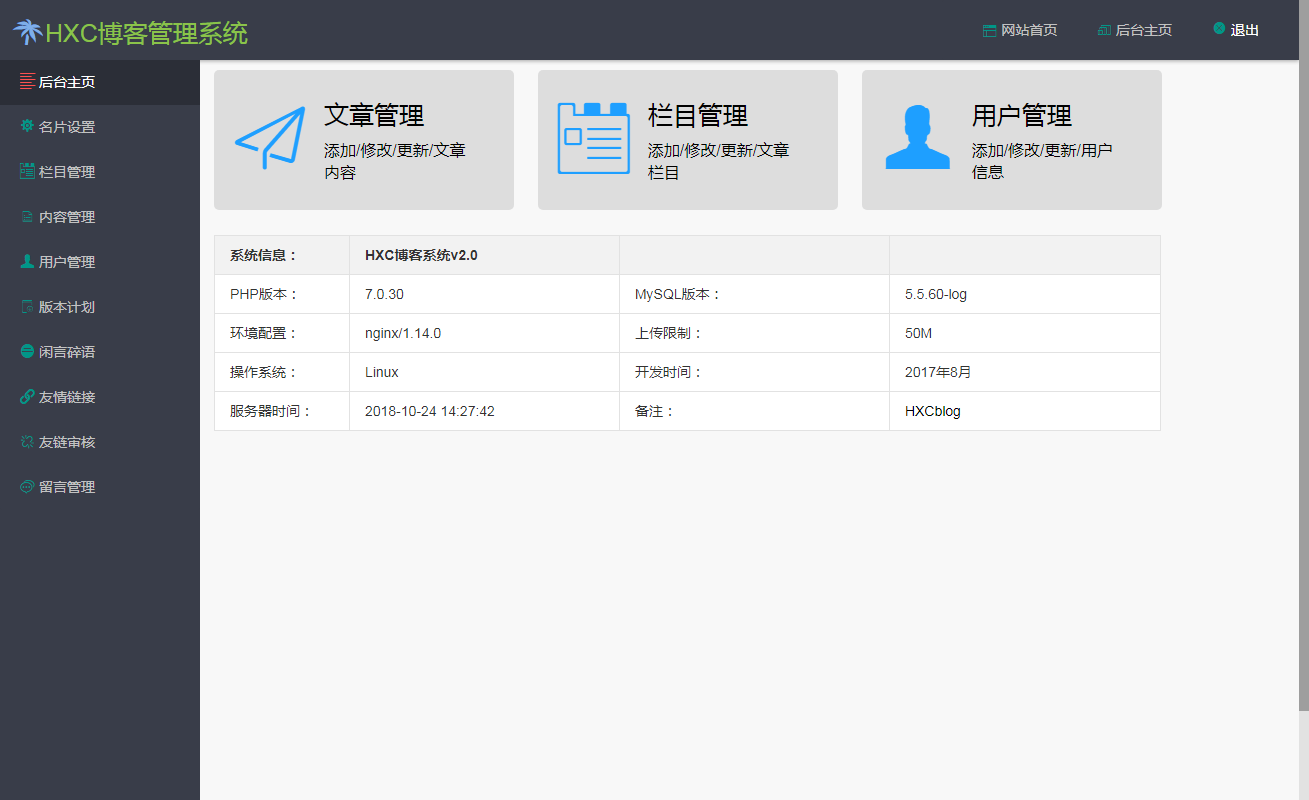 HXC博客管理系统
网站首页
后台主页
退出
后台主页
名片设置
栏目管理
内容管理
用户管理
版本计划
闲言碎语
友情链接
友链审核
留言管理
文章管理
添加/修改/更新/文章
内容
栏目管理
添加/修改/更新/文章
栏目
用户管理
添加/修改/更新/用户
信息
系统信息： HXC博客系统v2.0
PHP版本： 7.0.30 MySQL版本： 5.5.60-log
环境配置： nginx/1.14.0 上传限制： 50M
操作系统： Linux 开发时间： 2017年8月
服务器时间： 2018-10-24 14:27:42 备注： HXCblog